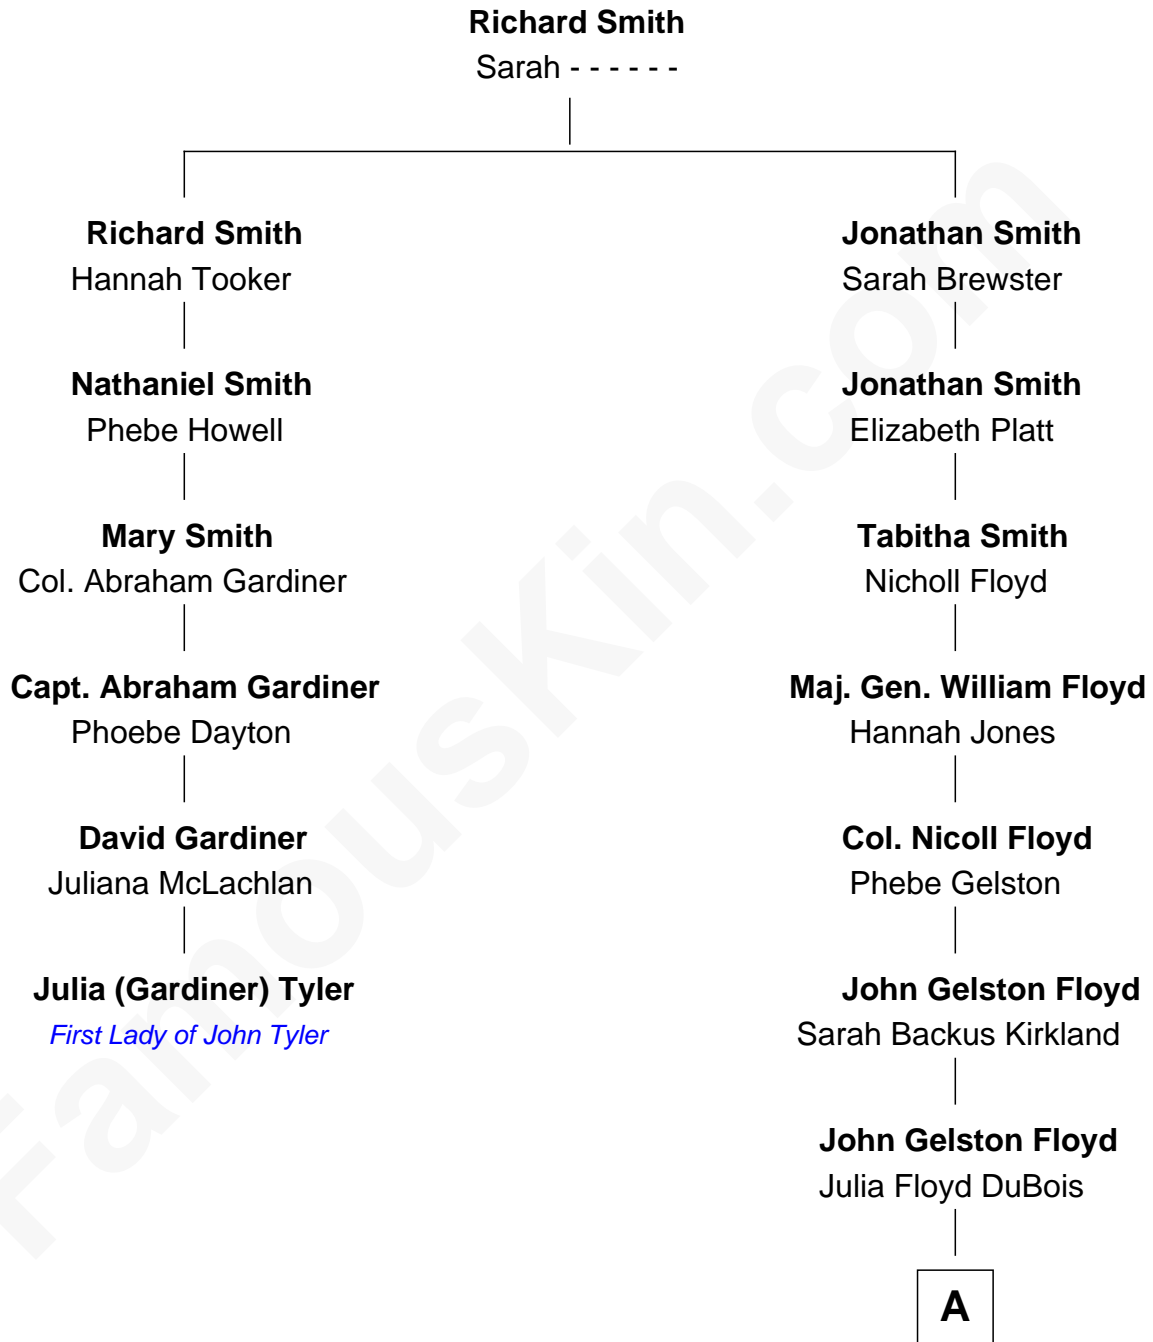 Richard Smith
Sarah - - - - - -
Richard Smith
Hannah Tooker
Nathaniel Smith
Phebe Howell
Mary Smith
Col. Abraham Gardiner
Capt. Abraham Gardiner
Phoebe Dayton
David Gardiner
Juliana McLachlan
Julia (Gardiner) Tyler
First Lady of John Tyler
Jonathan Smith
Sarah Brewster
Jonathan Smith
Elizabeth Platt
Tabitha Smith
Nicholl Floyd
Maj. Gen. William Floyd
Hannah Jones
Col. Nicoll Floyd
Phebe Gelston
John Gelston Floyd
Sarah Backus Kirkland
John Gelston Floyd
Julia Floyd DuBois
A
FamousKin.com